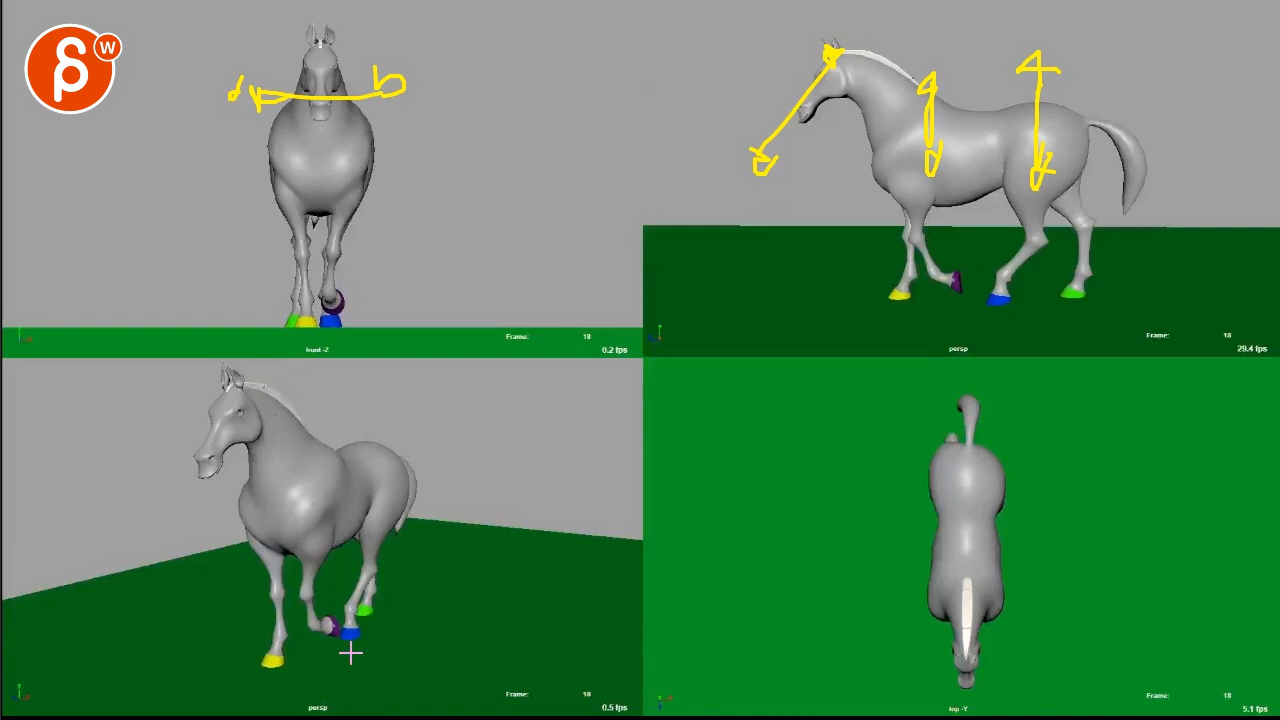 W
Frame: 18
front -Z
0.2 fps
Frame: 18
persp
29.4 fps
Frame: 18
persp
0.5 fps
Frame: 18
top -Y
5.1 fps